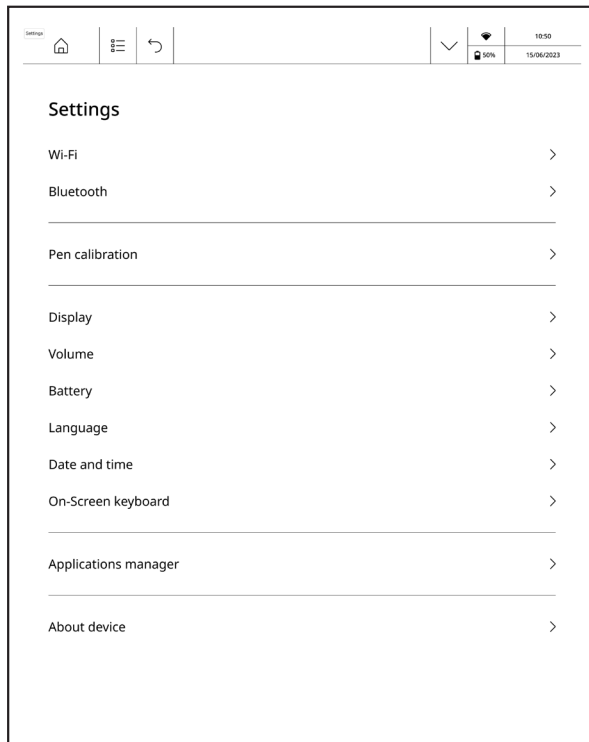 Settings
10:50
50%
15/06/2023
Settings
Wi-Fi
Bluetooth
Pen calibration
Display
Volume
Battery
Language
Date and time
On-Screen keyboard
Applications manager
About device